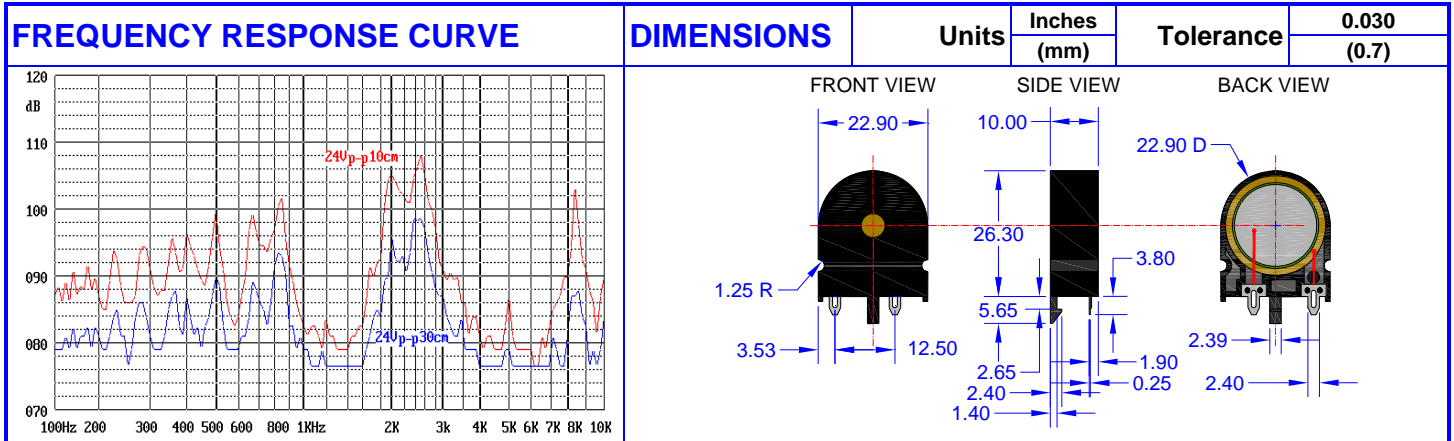 FREQUENCY RESPONSE CURVE
DIMENSIONS
Units
Inches
(mm)
Tolerance
0.030
(0.7)
120
dB
110
100
090
080
070
24Vp-p10cm
24Vp-p30cm
100Hz 200 300 400 500 600 800 1KHz 2K 3k 4K 5K 6K 7K 8K 10K
FRONT VIEW
SIDE VIEW
BACK VIEW
22.90
10.00
22.90 D
26.30
3.80
1.25 R
5.65
3.53
12.50
2.65
2.40
1.40
1.90
0.25
2.39
2.40